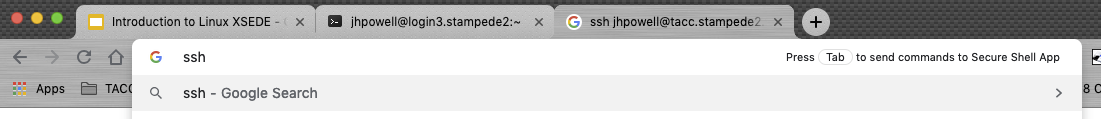 Introduction to Linux XSEDE -
jhpowell@login3.stampede2:~
ssh jhpowell@tacc.stampede2
ssh
Press Tab to send commands to Secure Shell App
Apps
TACC
ssh - Google Search